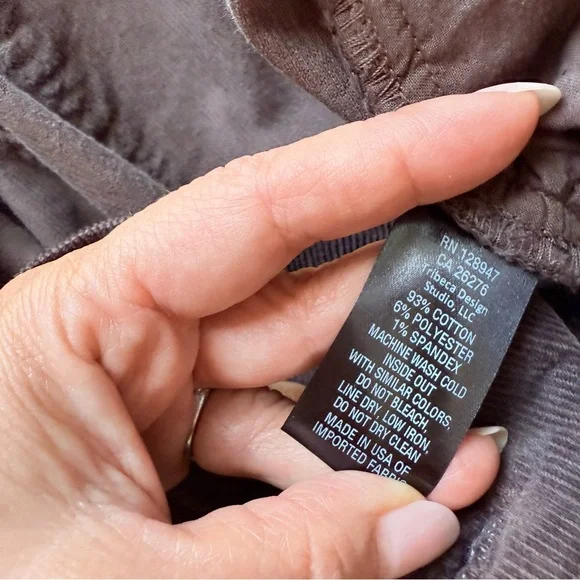 RN 128947
CA 26276
Tribeca Design
Studio, LLC
93% COTTON
6% POLYESTER
1% SPANDEX
MACHINE WASH COLD
INSIDE OUT
WITH SIMILAR COLORS,
DO NOT BLEACH,
LINE DRY, LOW IRON,
DO NOT DRY CLEAN
MADE IN USA OF
IMPORTED FABRIC